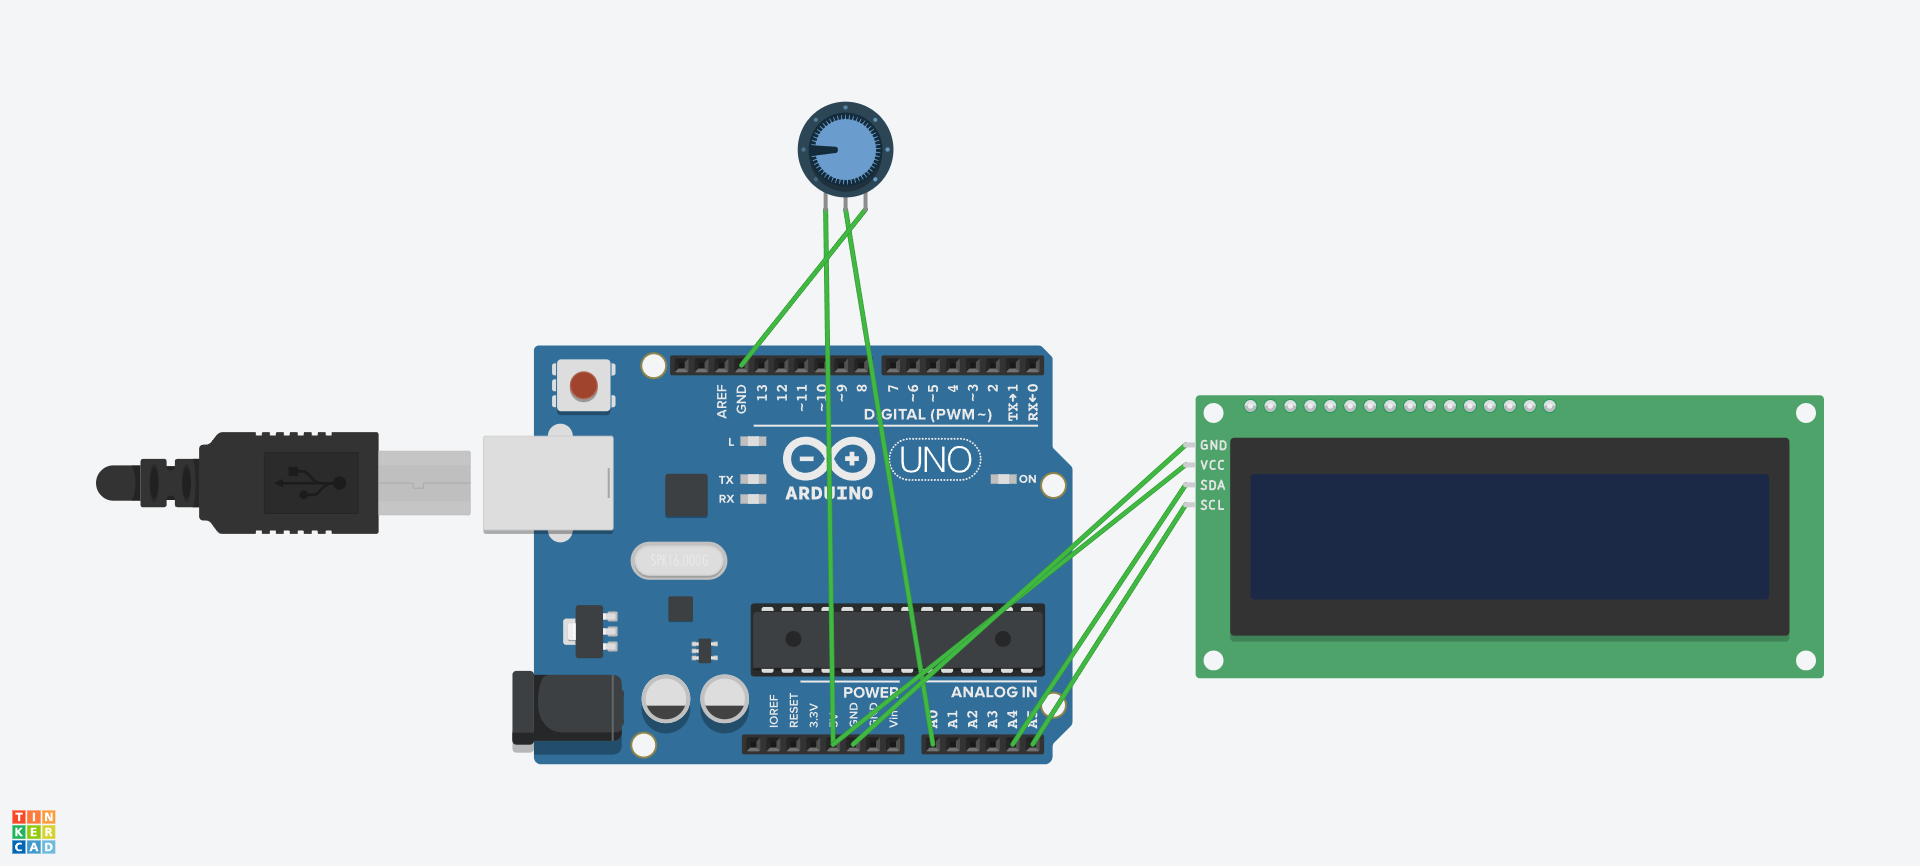 AREF
GND
13
12
~11
~10
~9
8
7
~6
~5
4
~3
2
TX→1
RX←0
DIGITAL (PWM~)
L
TX
RX
ARDUINO
UNO
ON
SPK16.000G
IOREF
RESET
3.3V
5V
GND
GND
Vin
POWER
ANALOG IN
A0
A1
A2
A3
A4
GND
VCC
SDA
SCL
TIN
KER
CAD